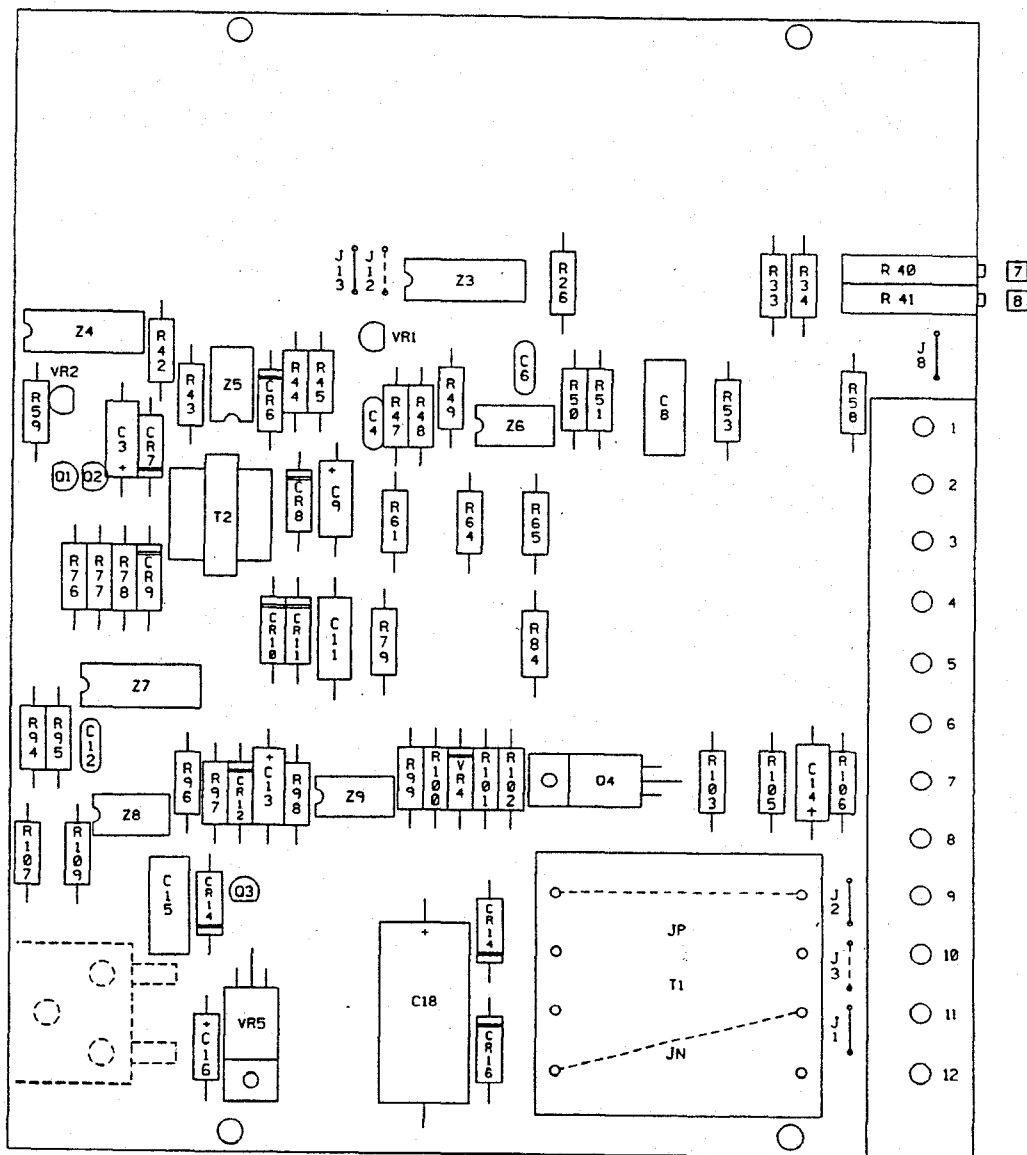 J13
J12
Z3
R26
R33
R34
R 40
7
R 41
8
Z4
R42
VR1
J8
VR2
R59
R43
Z5
CR6
R44
R45
C4
R47
R48
R49
C6
Z6
R50
R51
C8
R53
R58
C3
+
CR7
1
Q1
Q2
T2
CR8
+
C9
R61
R64
R65
2
3
R76
R77
R78
CR9
CR10
CR11
C11
R79
R84
4
5
Z7
6
R94
R95
C12
R96
R97
CR12
+
C13
R98
Z9
R99
R100
VR4
R101
R102
Q4
R103
R105
C14
+
R106
7
Z8
R107
R109
8
C15
CR14
Q3
+
C18
CR14
JP
J2
9
T1
J3
10
+
C16
VR5
CR16
JN
J1
11
12